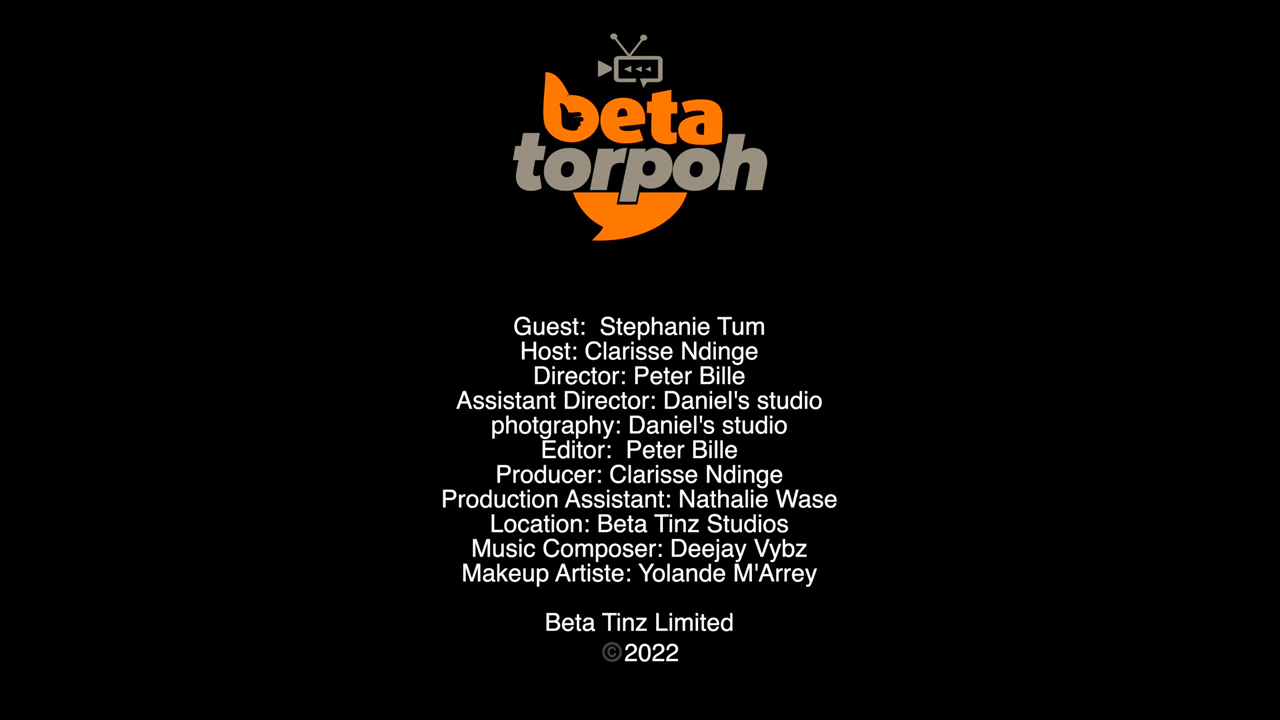 beta
torpoh
Guest:  Stephanie Tum
Host: Clarisse Ndinge
Director: Peter Bille
Assistant Director: Daniel's studio
photgraphy: Daniel's studio
Editor:  Peter Bille
Producer: Clarisse Ndinge
Production Assistant: Nathalie Wase
Location: Beta Tinz Studios
Music Composer: Deejay Vybz
Makeup Artiste: Yolande M'Arrey
Beta Tinz Limited
©2022